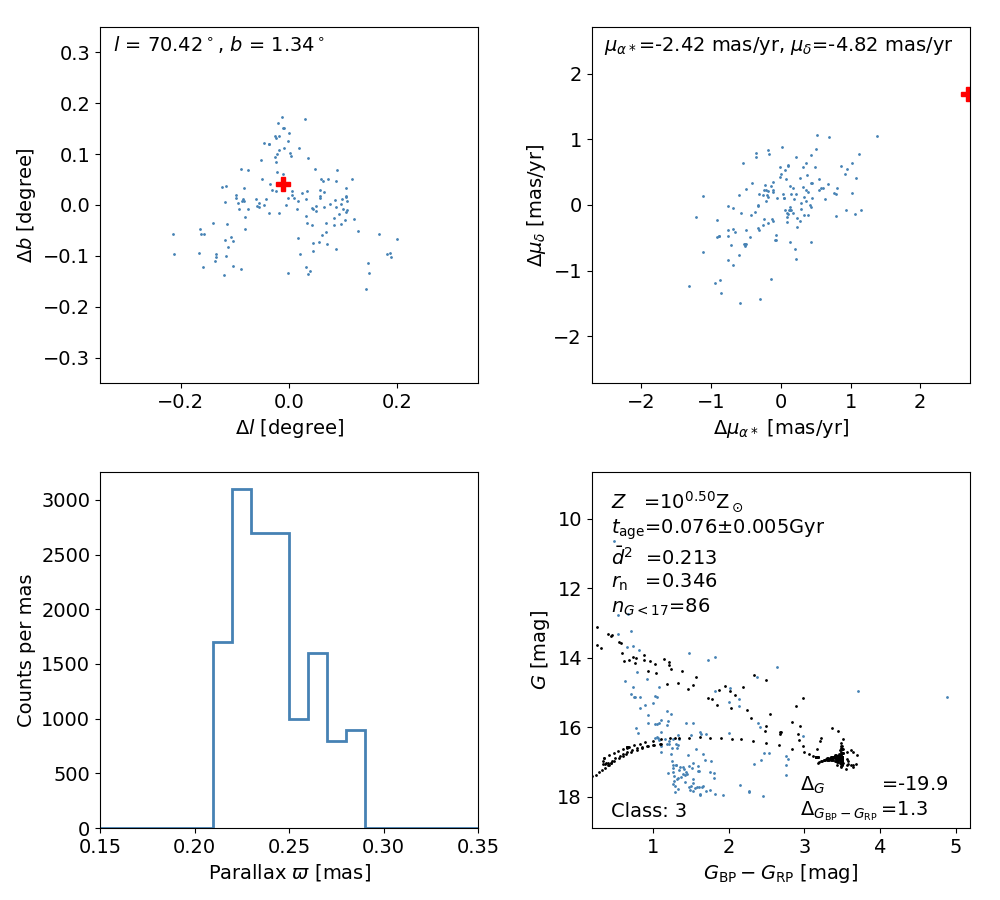 l = 70.42°, b = 1.34°
0.3
0.2
0.1
0.0
−0.1
−0.2
−0.3
Δb [degree]
−0.2
0.0
0.2
Δl [degree]
μα*=-2.42 mas/yr, μδ=-4.82 mas/yr
2
1
0
−1
−2
Δμδ [mas/yr]
−2
−1
0
1
2
Δμα* [mas/yr]
3000
2500
2000
1500
1000
500
0
Counts per mas
0.15
0.20
0.25
0.30
0.35
Parallax ϖ [mas]
Z =10^0.50 Z⊙
t_age=0.076±0.005Gyr
d̄² =0.213
r_n =0.346
n_G<17=86
10
12
14
16
18
G [mag]
Δ_G =-19.9
Δ_G_BP−G_RP =1.3
Class: 3
1
2
3
4
5
G_BP − G_RP [mag]